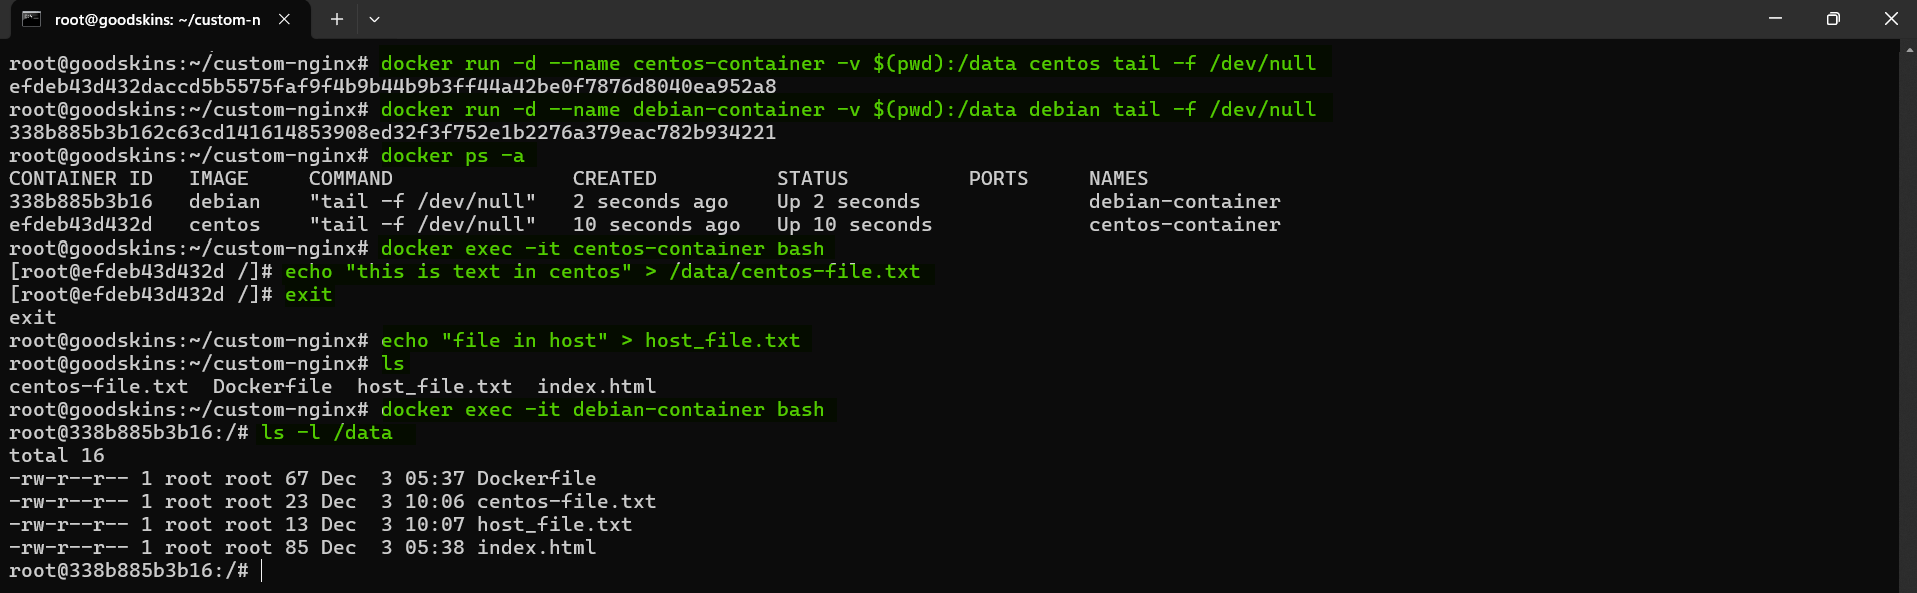 root@goodskins: ~/custom-n
root@goodskins:~/custom-nginx# docker run -d --name centos-container -v $(pwd):/data centos tail -f /dev/null
efdeb43d432daccd5b5575faf9f4b9b44b9b3ff44a42be0f7876d8040ea952a8
root@goodskins:~/custom-nginx# docker run -d --name debian-container -v $(pwd):/data debian tail -f /dev/null
338b885b3b162c63cd141614853908ed32f3f752e1b2276a379eac782b934221
root@goodskins:~/custom-nginx# docker ps -a
CONTAINER ID   IMAGE     COMMAND               CREATED          STATUS          PORTS     NAMES
338b885b3b16   debian    "tail -f /dev/null"   2 seconds ago    Up 2 seconds              debian-container
efdeb43d432d   centos    "tail -f /dev/null"   10 seconds ago   Up 10 seconds             centos-container
root@goodskins:~/custom-nginx# docker exec -it centos-container bash
[root@efdeb43d432d /]# echo "this is text in centos" > /data/centos-file.txt
[root@efdeb43d432d /]# exit
exit
root@goodskins:~/custom-nginx# echo "file in host" > host_file.txt
root@goodskins:~/custom-nginx# ls
centos-file.txt  Dockerfile  host_file.txt  index.html
root@goodskins:~/custom-nginx# docker exec -it debian-container bash
root@338b885b3b16:/# ls -l /data
total 16
-rw-r--r-- 1 root root 67 Dec  3 05:37 Dockerfile
-rw-r--r-- 1 root root 23 Dec  3 10:06 centos-file.txt
-rw-r--r-- 1 root root 13 Dec  3 10:07 host_file.txt
-rw-r--r-- 1 root root 85 Dec  3 05:38 index.html
root@338b885b3b16:/#